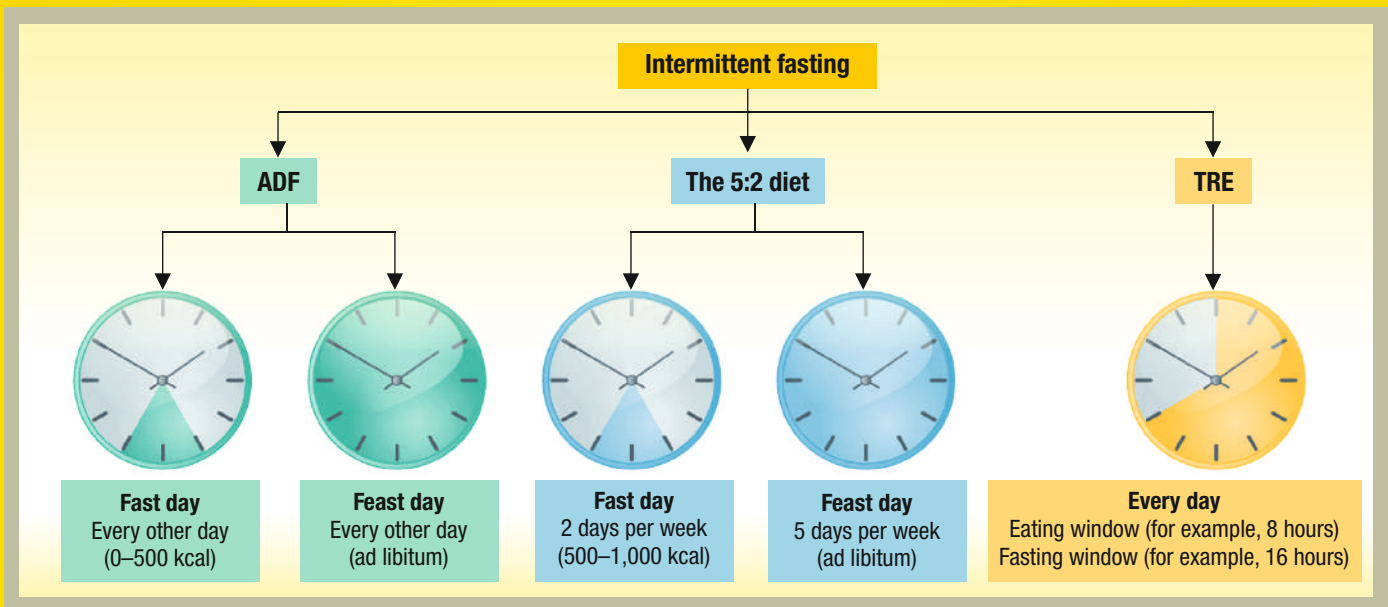 Intermittent fasting
ADF
The 5:2 diet
TRE
Fast day
Every other day
(0–500 kcal)
Feast day
Every other day
(ad libitum)
Fast day
2 days per week
(500–1,000 kcal)
Feast day
5 days per week
(ad libitum)
Every day
Eating window (for example, 8 hours)
Fasting window (for example, 16 hours)